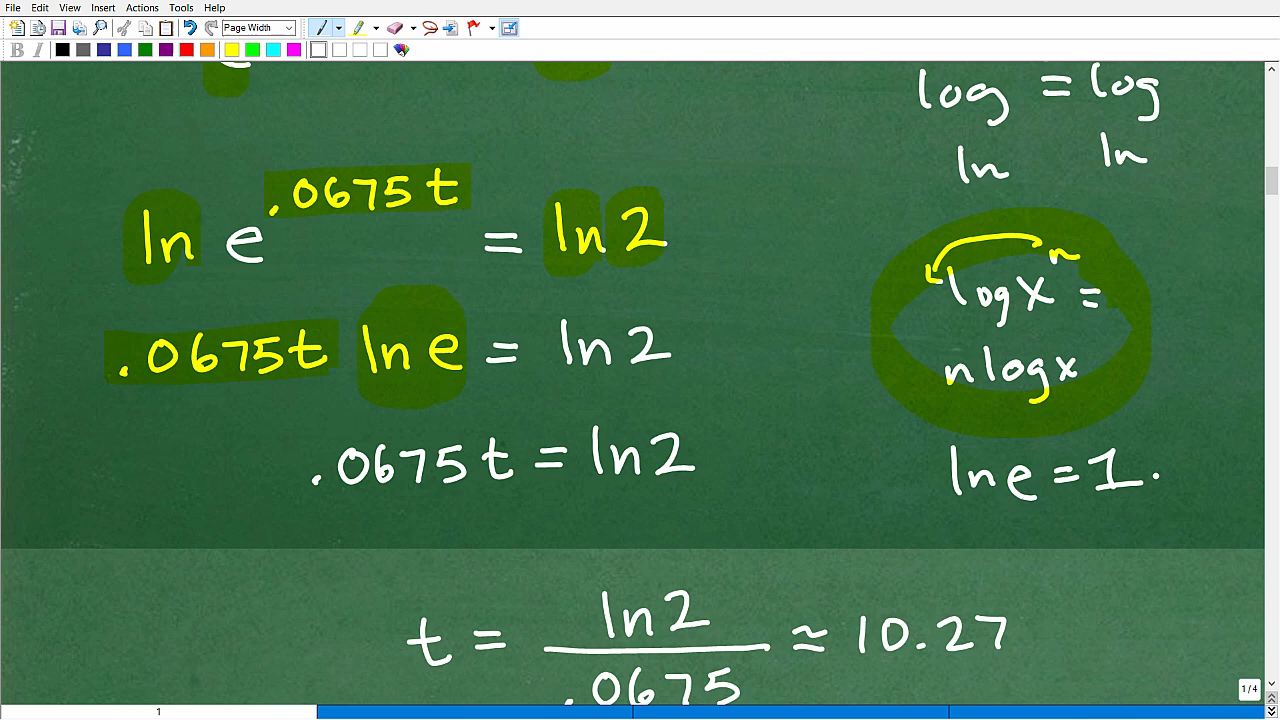 File Edit View Insert Actions Tools Help
Page Width
B I
log = log
ln ln
ln e^.0675t = ln 2
log x^n =
n log x
.0675t ln e = ln 2
.0675t = ln 2
ln e = 1.
t = ln 2 / .0675 ≈ 10.27
1/4
1